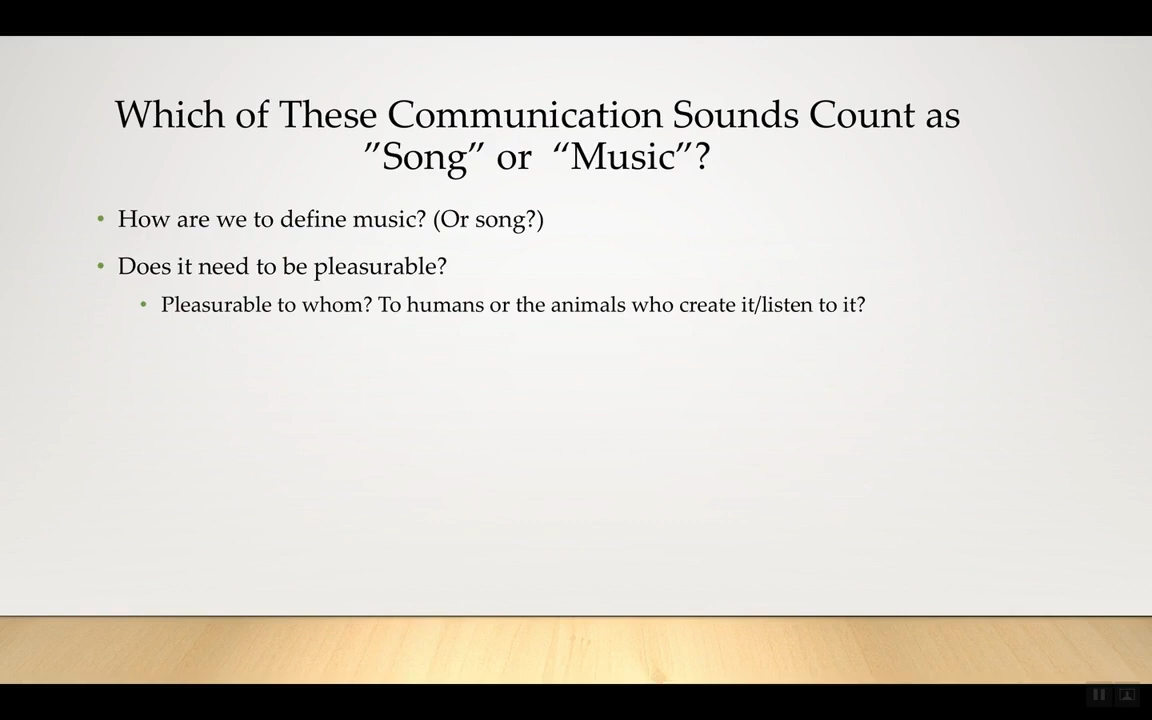 Which of These Communication Sounds Count as
”Song” or “Music”?
• How are we to define music? (Or song?)
• Does it need to be pleasurable?
• Pleasurable to whom? To humans or the animals who create it/listen to it?